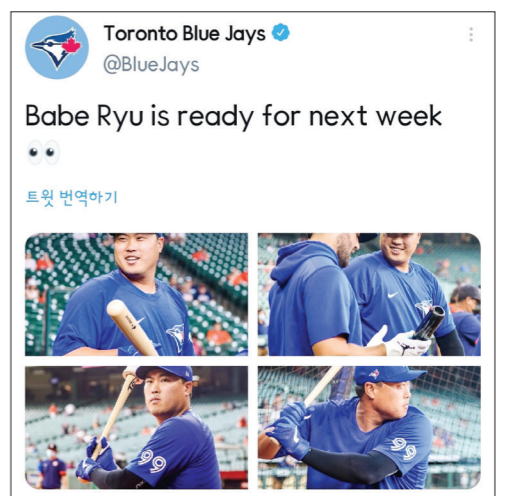 Toronto Blue Jays
@BlueJays
Babe Ryu is ready for next week
👀
트윗 번역하기
99
99